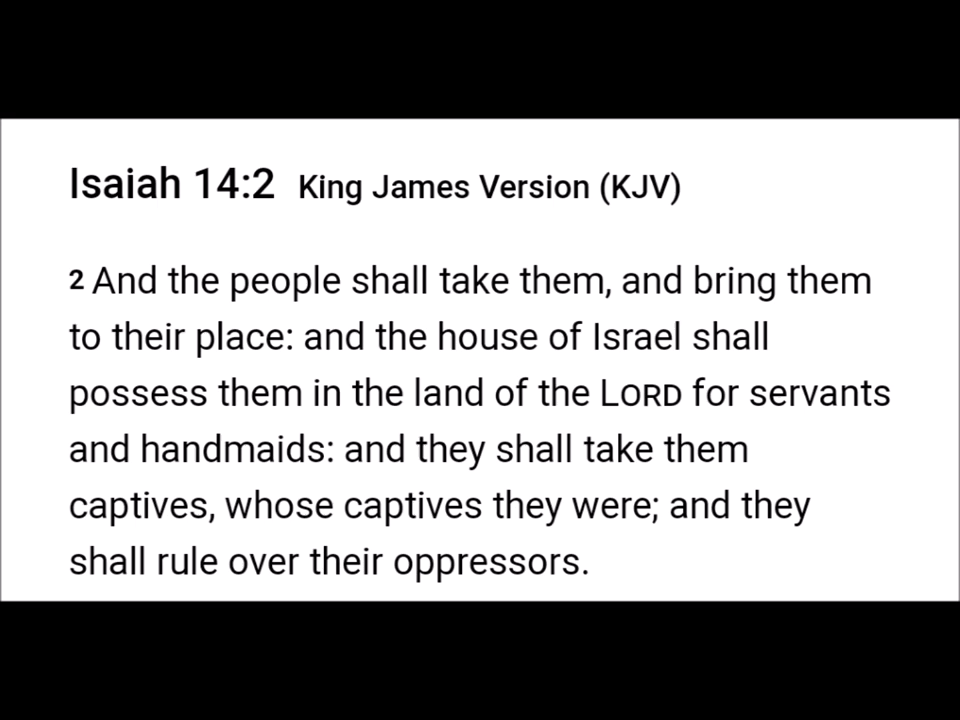 Isaiah 14:2 King James Version (KJV)
2 And the people shall take them, and bring them
to their place: and the house of Israel shall
possess them in the land of the LORD for servants
and handmaids: and they shall take them
captives, whose captives they were; and they
shall rule over their oppressors.